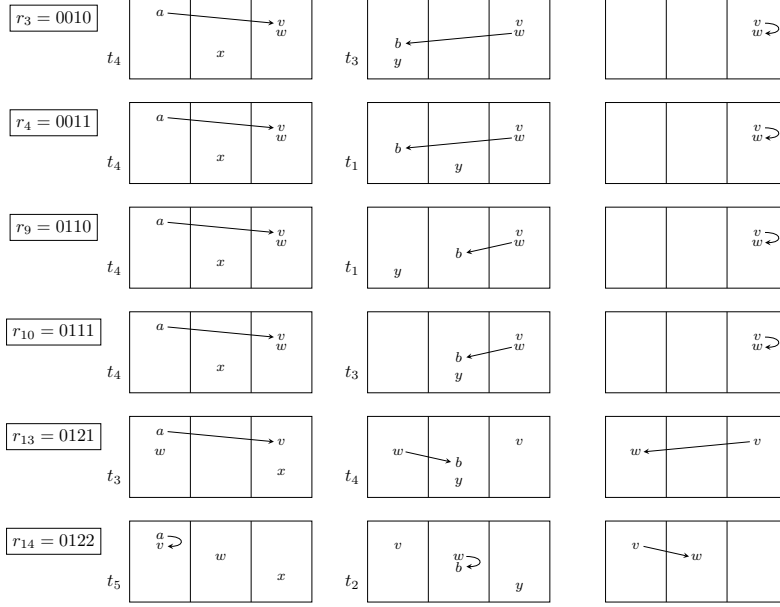 r₃ = 0010 a v
w b v
w v
w
t₄ x t₃ y
r₄ = 0011 a v
w b v
w v
w
t₄ x t₁ y
r₉ = 0110 a v
w b v
w v
w
t₄ x t₁ y
r₁₀ = 0111 a v
w b v
w v
w
t₄ x t₃ y
r₁₃ = 0121 a v w b v w v
w
t₃ x t₄ y
r₁₄ = 0122 a
v w v w
b v w
t₅ x t₂ y